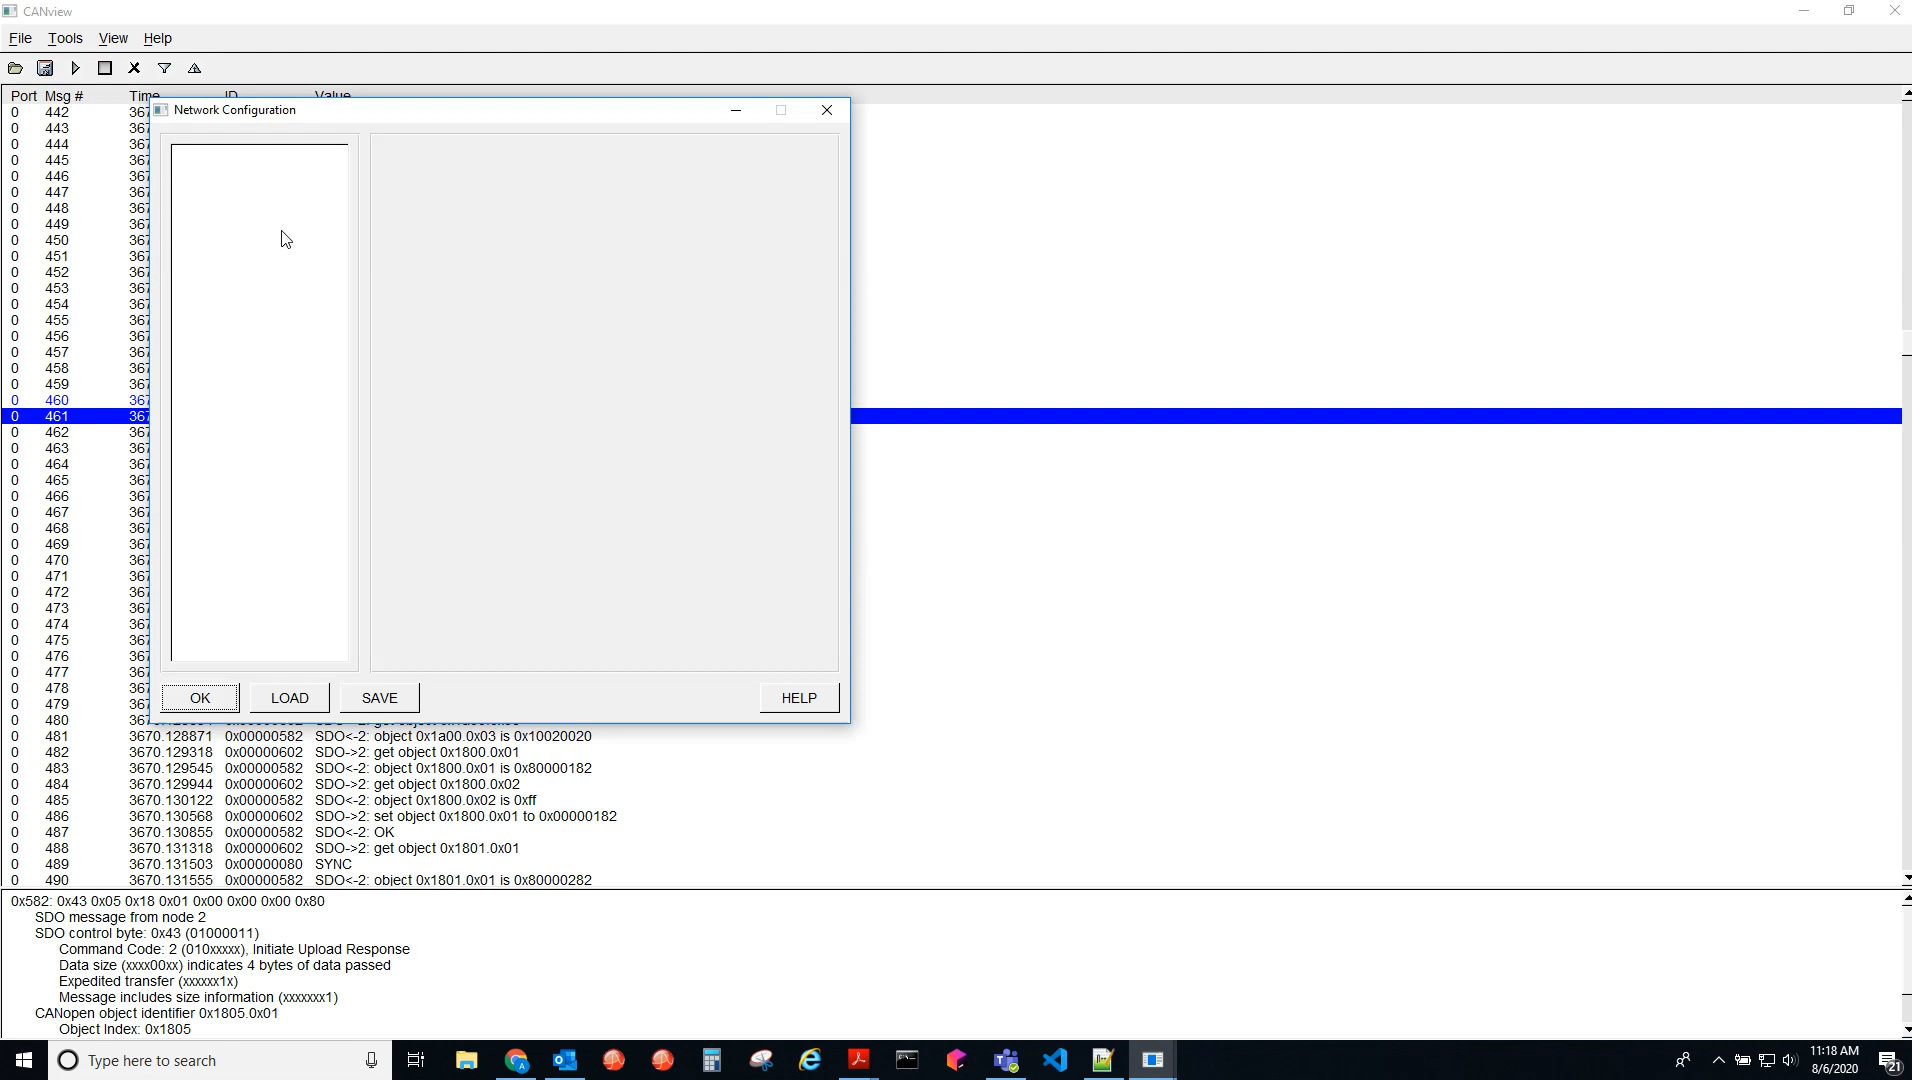 CANview
File Tools View Help
Port Msg # Time ID Value
Network Configuration
0 442 367
0 443 367
0 444 367
0 445 367
0 446 367
0 447 367
0 448 367
0 449 367
0 450 367
0 451 367
0 452 367
0 453 367
0 454 367
0 455 367
0 456 367
0 457 367
0 458 367
0 459 367
0 460 367
0 461 367
0 462 367
0 463 367
0 464 367
0 465 367
0 466 367
0 467 367
0 468 367
0 469 367
0 470 367
0 471 367
0 472 367
0 473 367
0 474 367
0 475 367
0 476 367
0 477 367
0 478 367
0 479 367
OK LOAD SAVE HELP
0 480
0 481 3670.128871 0x00000582 SDO<-2: object 0x1a00.0x03 is 0x10020020
0 482 3670.129318 0x00000602 SDO->2: get object 0x1800.0x01
0 483 3670.129545 0x00000582 SDO<-2: object 0x1800.0x01 is 0x80000182
0 484 3670.129944 0x00000602 SDO->2: get object 0x1800.0x02
0 485 3670.130122 0x00000582 SDO<-2: object 0x1800.0x02 is 0xff
0 486 3670.130568 0x00000602 SDO->2: set object 0x1800.0x01 to 0x00000182
0 487 3670.130855 0x00000582 SDO<-2: OK
0 488 3670.131318 0x00000602 SDO->2: get object 0x1801.0x01
0 489 3670.131503 0x00000080 SYNC
0 490 3670.131555 0x00000582 SDO<-2: object 0x1801.0x01 is 0x80000282
0x582: 0x43 0x05 0x18 0x01 0x00 0x00 0x00 0x80
SDO message from node 2
SDO control byte: 0x43 (01000011)
Command Code: 2 (010xxxxx), Initiate Upload Response
Data size (xxxx00xx) indicates 4 bytes of data passed
Expedited transfer (xxxxxx1x)
Message includes size information (xxxxxxx1)
CANopen object identifier 0x1805.0x01
Object Index: 0x1805
Type here to search
11:18 AM
8/6/2020
21